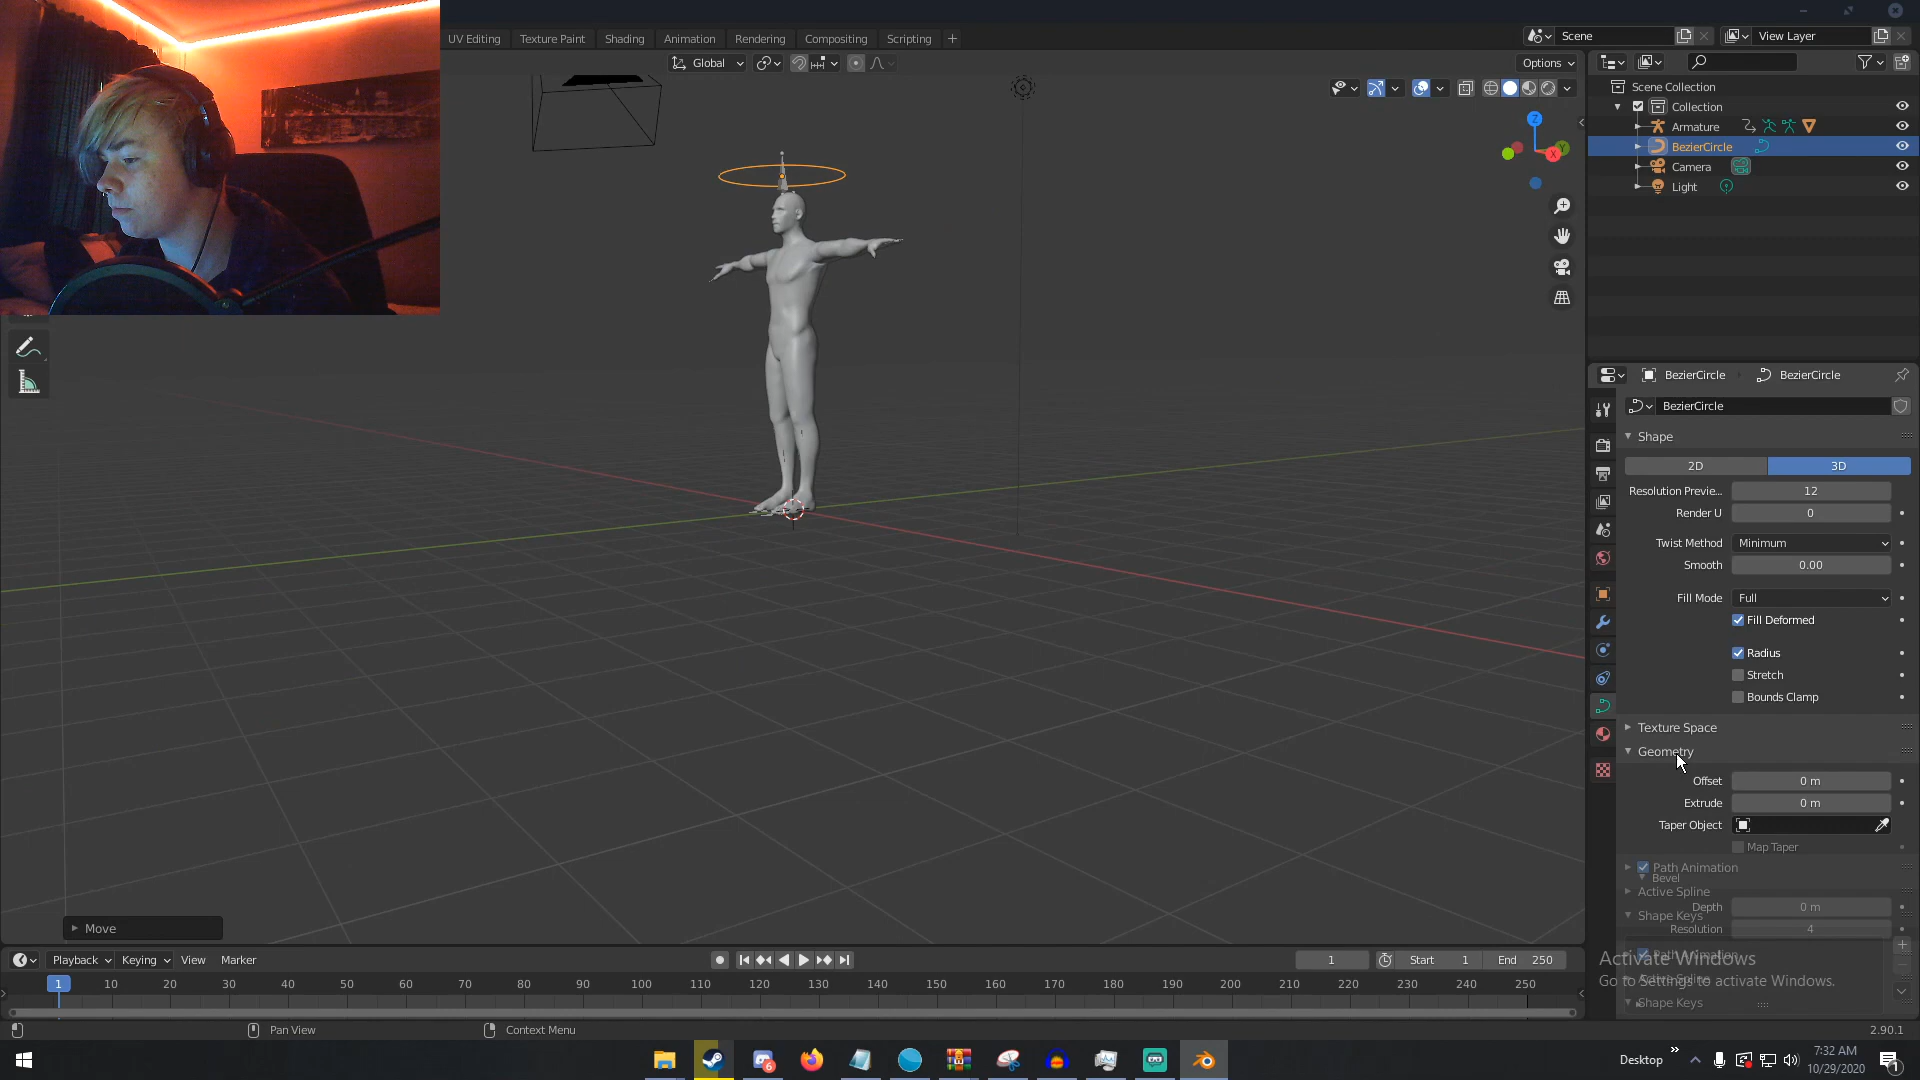 UV Editing Texture Paint Shading Animation Rendering Compositing Scripting
Scene View Layer
Global Options
Scene Collection
Collection
Armature
BezierCircle
Camera
Light
Z
Y
X
BezierCircle BezierCircle
BezierCircle
Shape
2D 3D
Resolution Previe... 12
Render U 0
Twist Method Minimum
Smooth 0.00
Fill Mode Full
Fill Deformed
Radius
Stretch
Bounds Clamp
Texture Space
Geometry
Offset 0 m
Extrude 0 m
Taper Object
Map Taper
Path Animation
Bevel
Active Spline
Depth 0 m
Shape Keys
Resolution 4
Activate Windows
Go to Settings to activate Windows.
Shape Keys
Move
Playback Keying View Marker 1 Start 1 End 250
1 10 20 30 40 50 60 70 80 90 100 110 120 130 140 150 160 170 180 190 200 210 220 230 240 250
Pan View Context Menu 2.90.1
6 Desktop 7:32 AM
10/29/2020 1